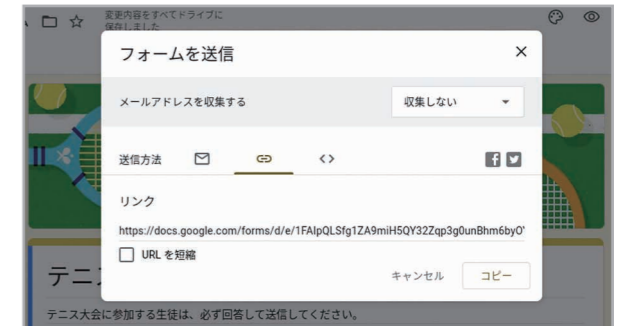 変更内容をすべてドライブに
保存しました
フォームを送信
メールアドレスを収集する 収集しない
送信方法
リンク
https://docs.google.com/forms/d/e/1FAIpQLSfg1ZA9miH5QY32Zqp3g0unBhm6byO
URL を短縮
キャンセル コピー
テニス
テニス大会に参加する生徒は、必ず回答して送信してください。